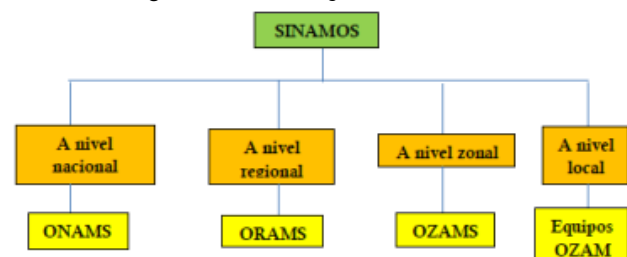 SINAMOS
A nivel
nacional
A nivel
regional
A nivel zonal
A nivel
local
ONAMS
ORAMS
OZAMS
Equipos
OZAM